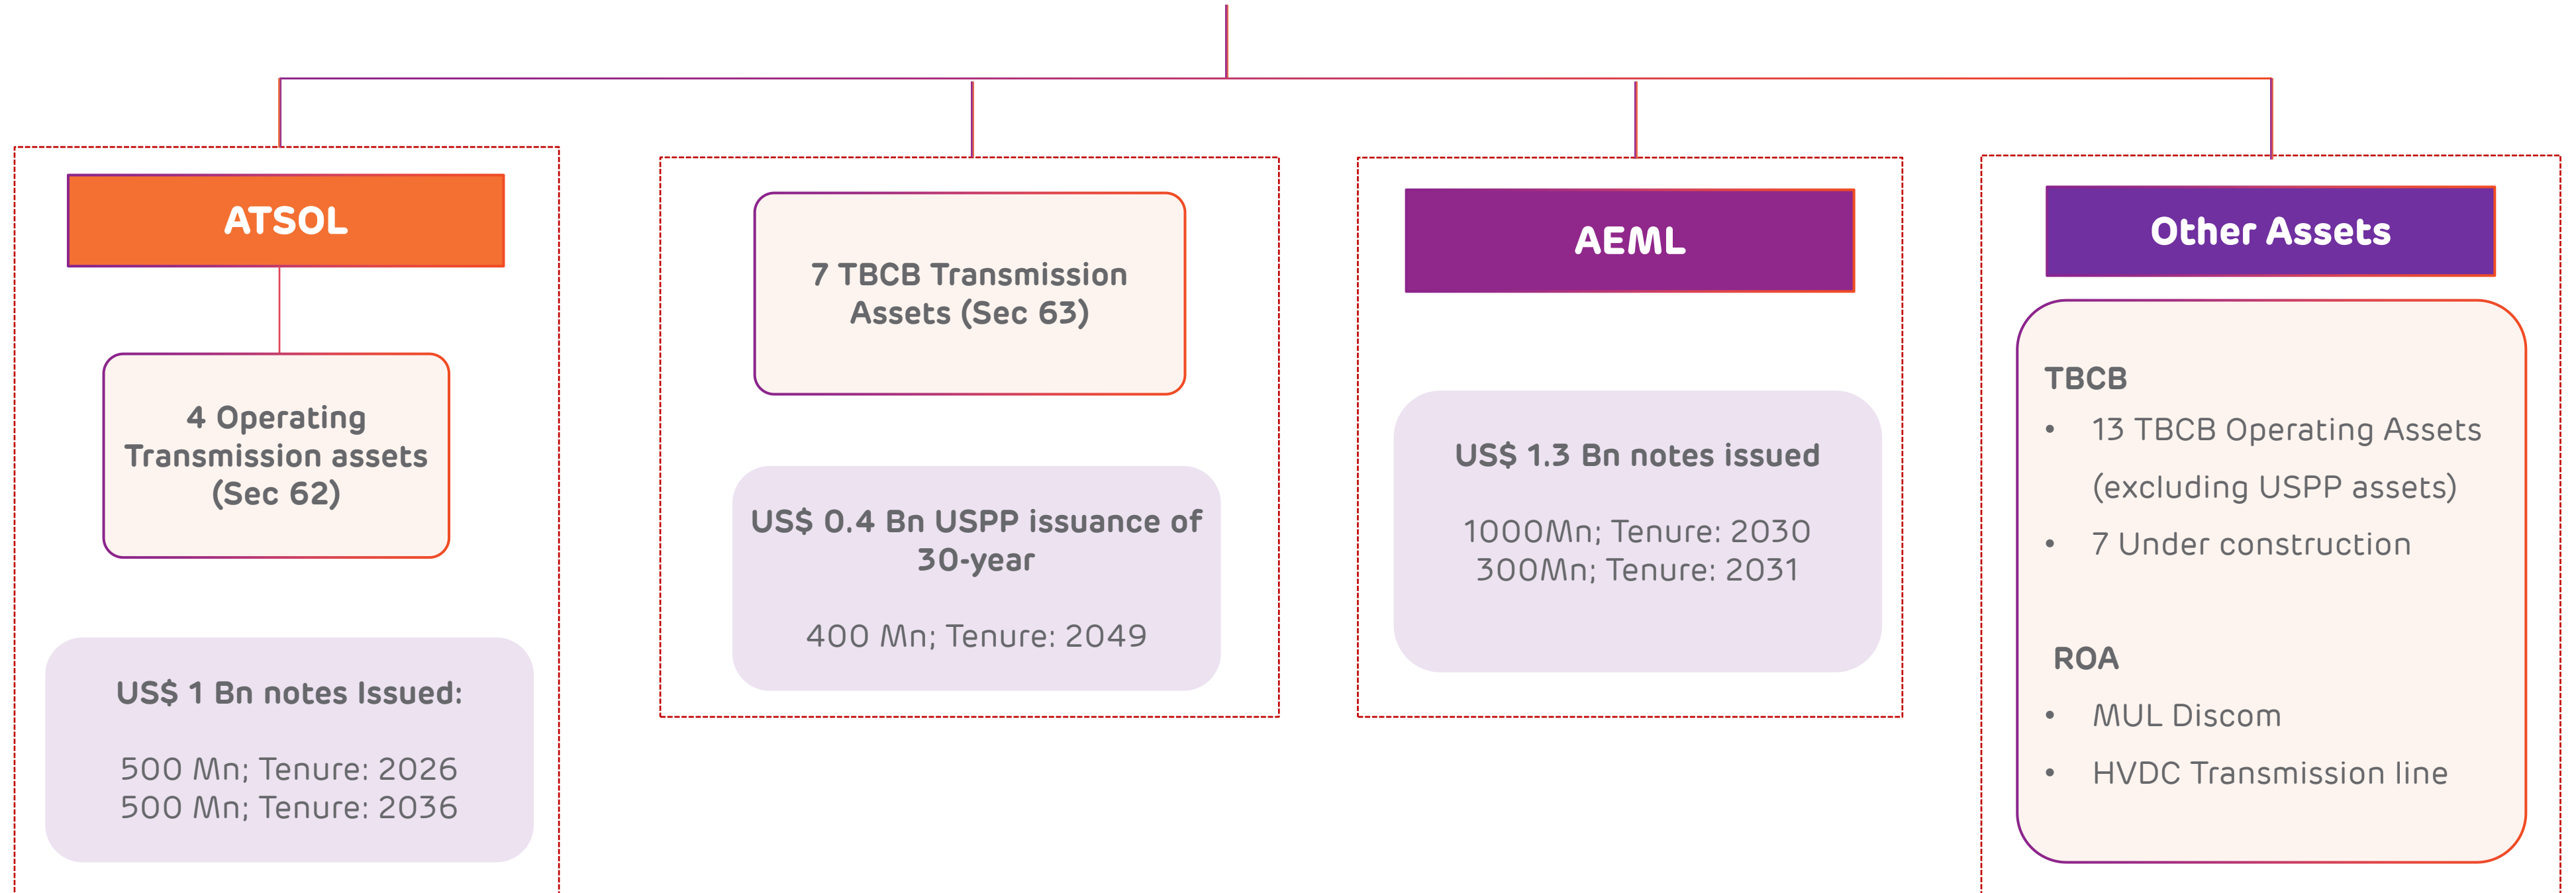 ATSOL
4 Operating
Transmission assets
(Sec 62)
US$ 1 Bn notes Issued:
500 Mn; Tenure: 2026
500 Mn; Tenure: 2036
7 TBCB Transmission
Assets (Sec 63)
US$ 0.4 Bn USPP issuance of
30-year
400 Mn; Tenure: 2049
AEML
US$ 1.3 Bn notes issued
1000Mn; Tenure: 2030
300Mn; Tenure: 2031
Other Assets
TBCB
• 13 TBCB Operating Assets
(excluding USPP assets)
• 7 Under construction
ROA
• MUL Discom
• HVDC Transmission line